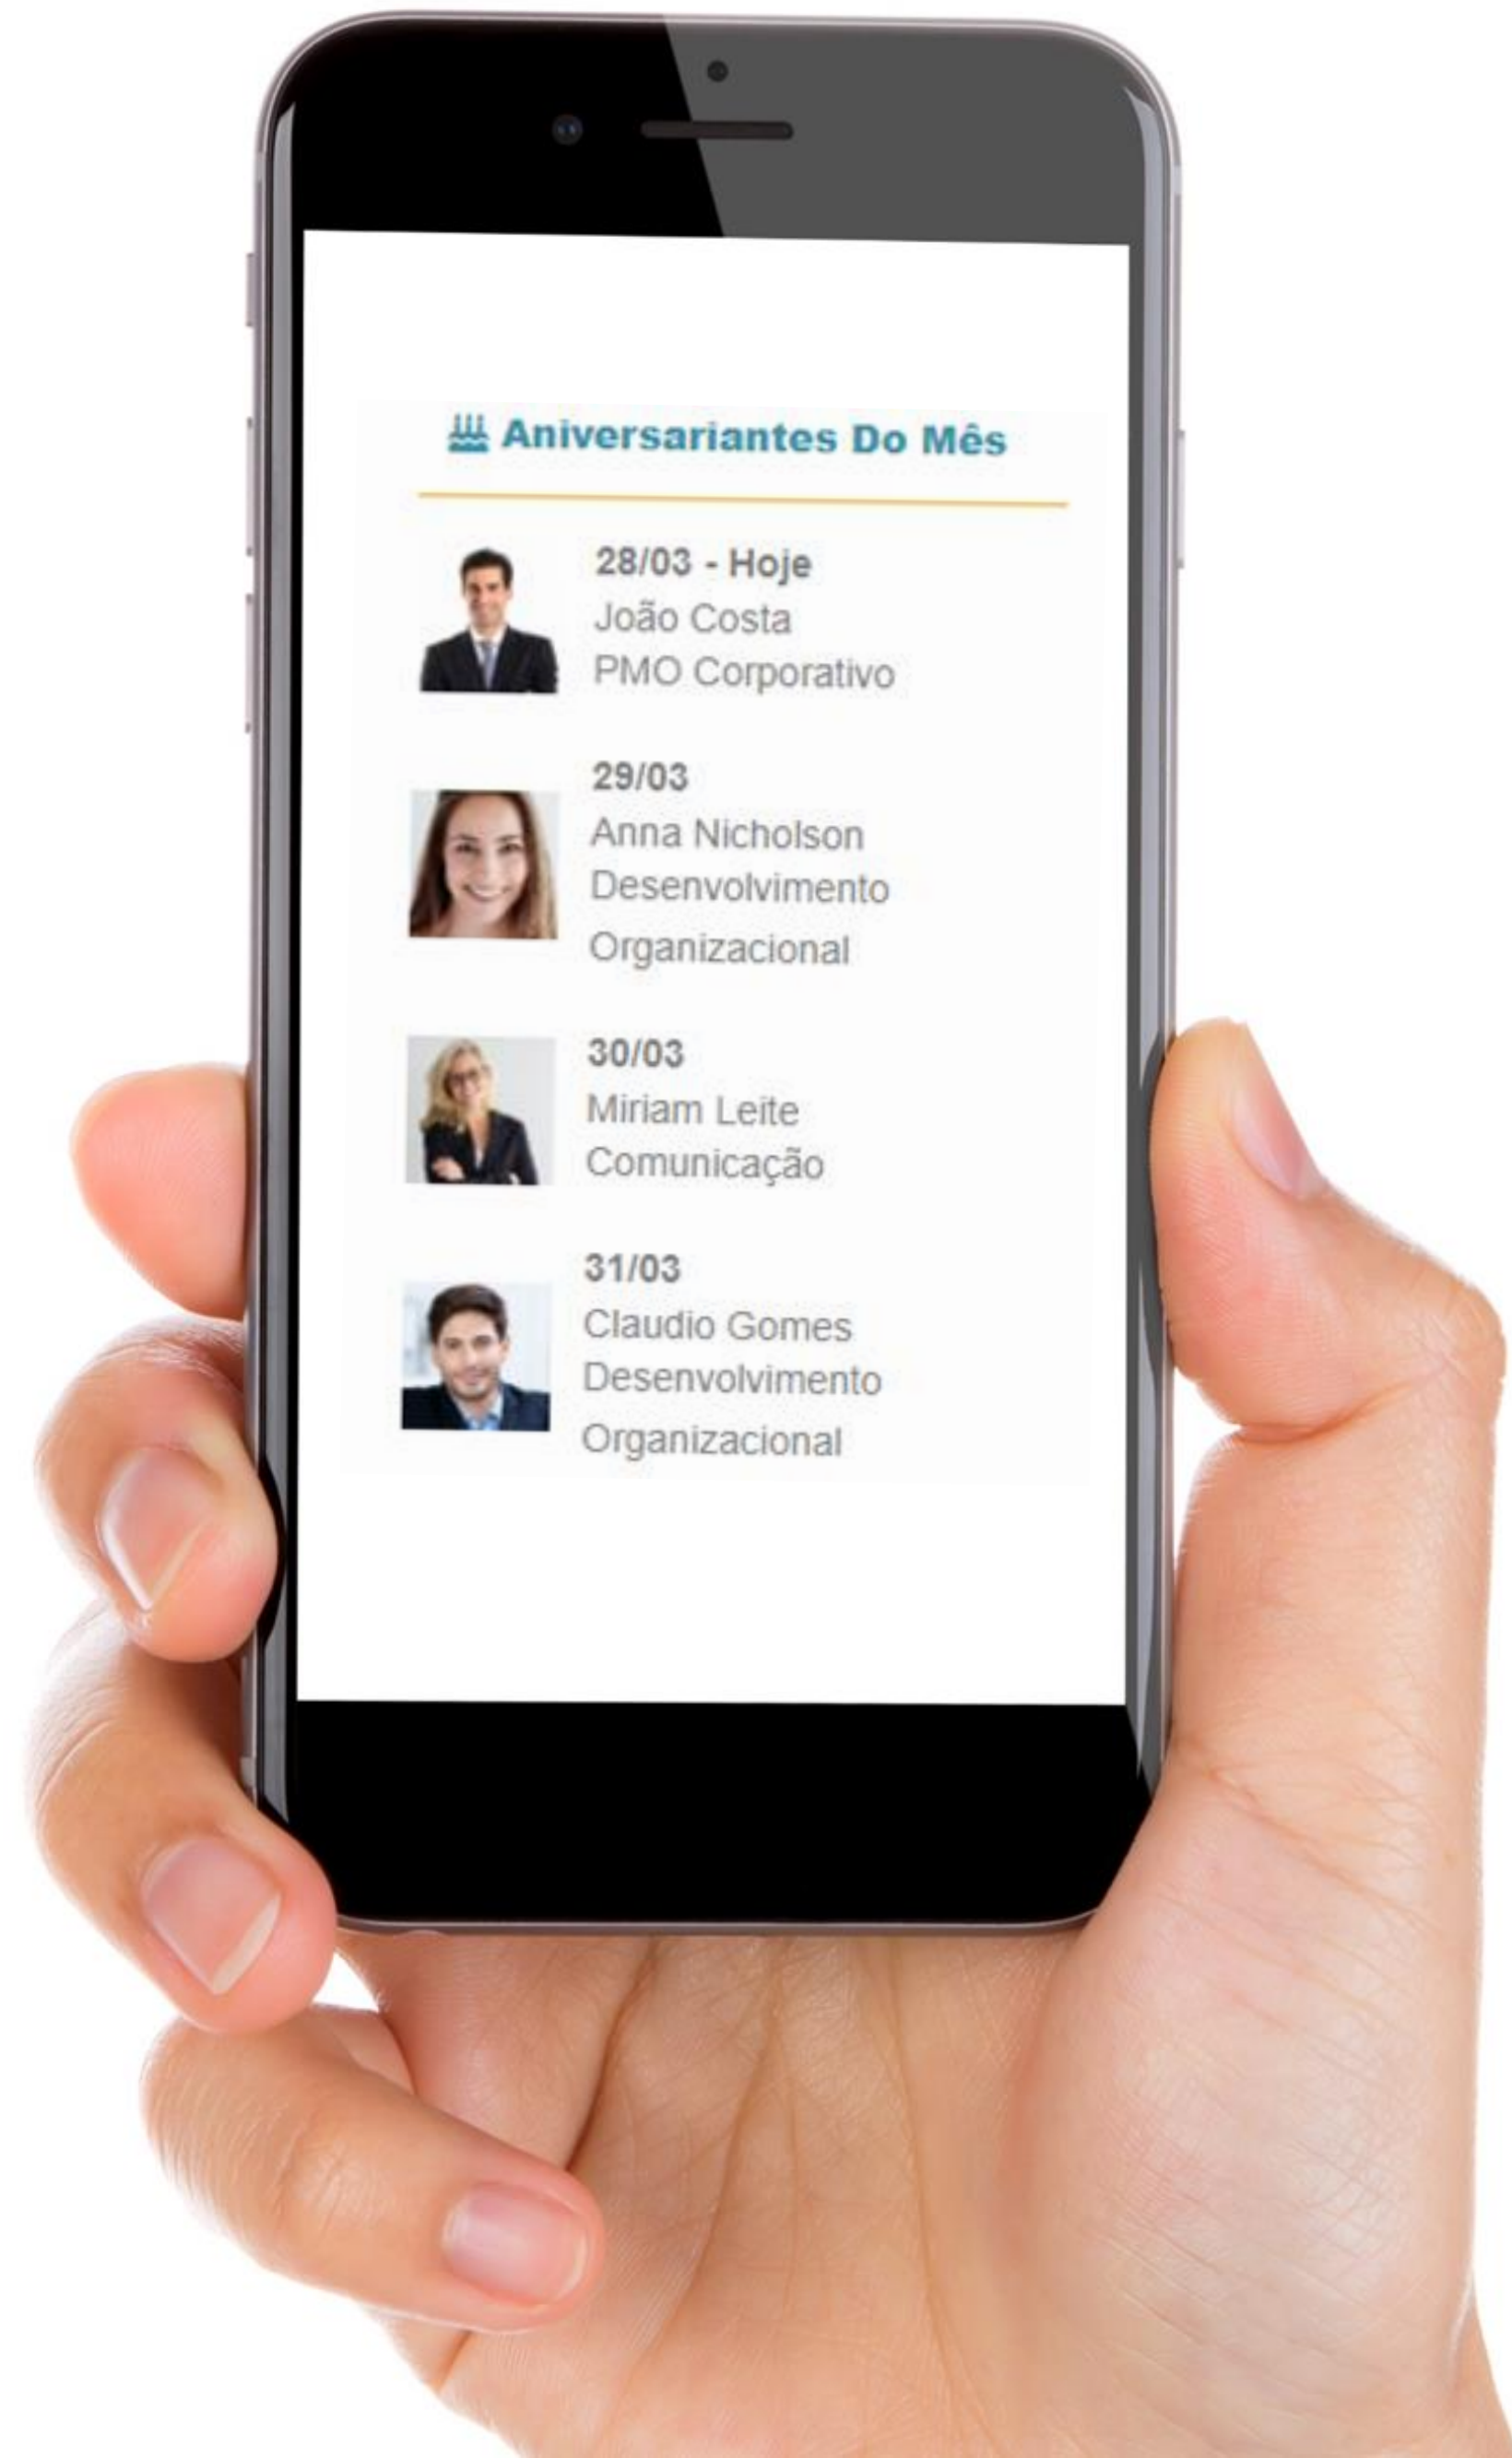 Aniversariantes Do Mês
28/03 - Hoje
João Costa
PMO Corporativo
29/03
Anna Nicholson
Desenvolvimento
Organizacional
30/03
Miriam Leite
Comunicação
31/03
Claudio Gomes
Desenvolvimento
Organizacional